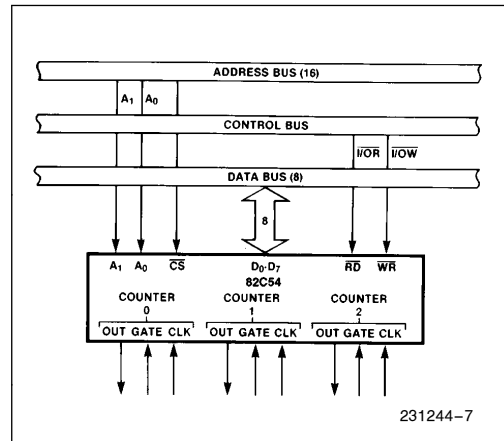 ADDRESS BUS (16)
A1 A0
CONTROL BUS
I/OR I/OW
DATA BUS (8)
8
A1 A0 CS D0-D7 RD WR
82C54
COUNTER COUNTER COUNTER
0 1 2
OUT GATE CLK OUT GATE CLK OUT GATE CLK
231244-7